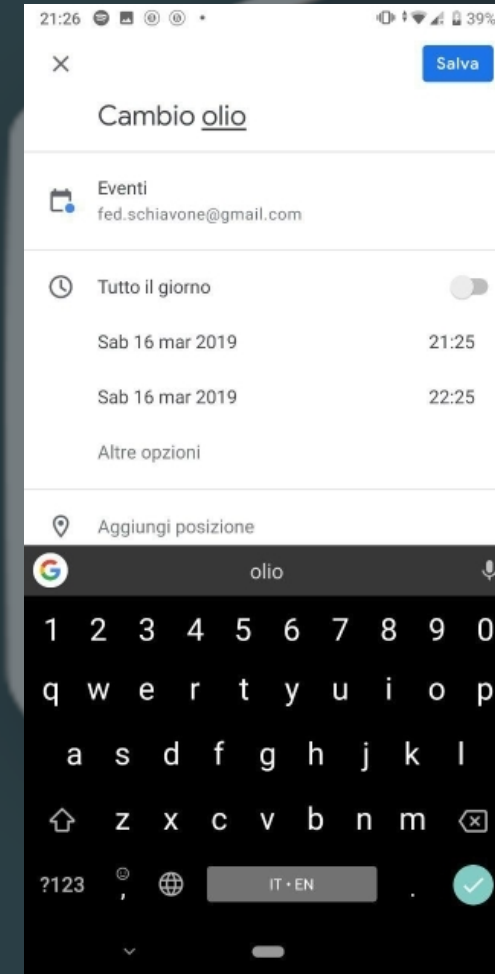 21:26 39%
Salva
Cambio olio
Eventi
fed.schiavone@gmail.com
Tutto il giorno
Sab 16 mar 2019 21:25
Sab 16 mar 2019 22:25
Altre opzioni
Aggiungi posizione
G olio
1 2 3 4 5 6 7 8 9 0
q w e r t y u i o p
a s d f g h j k l
z x c v b n m
?123 , IT • EN .